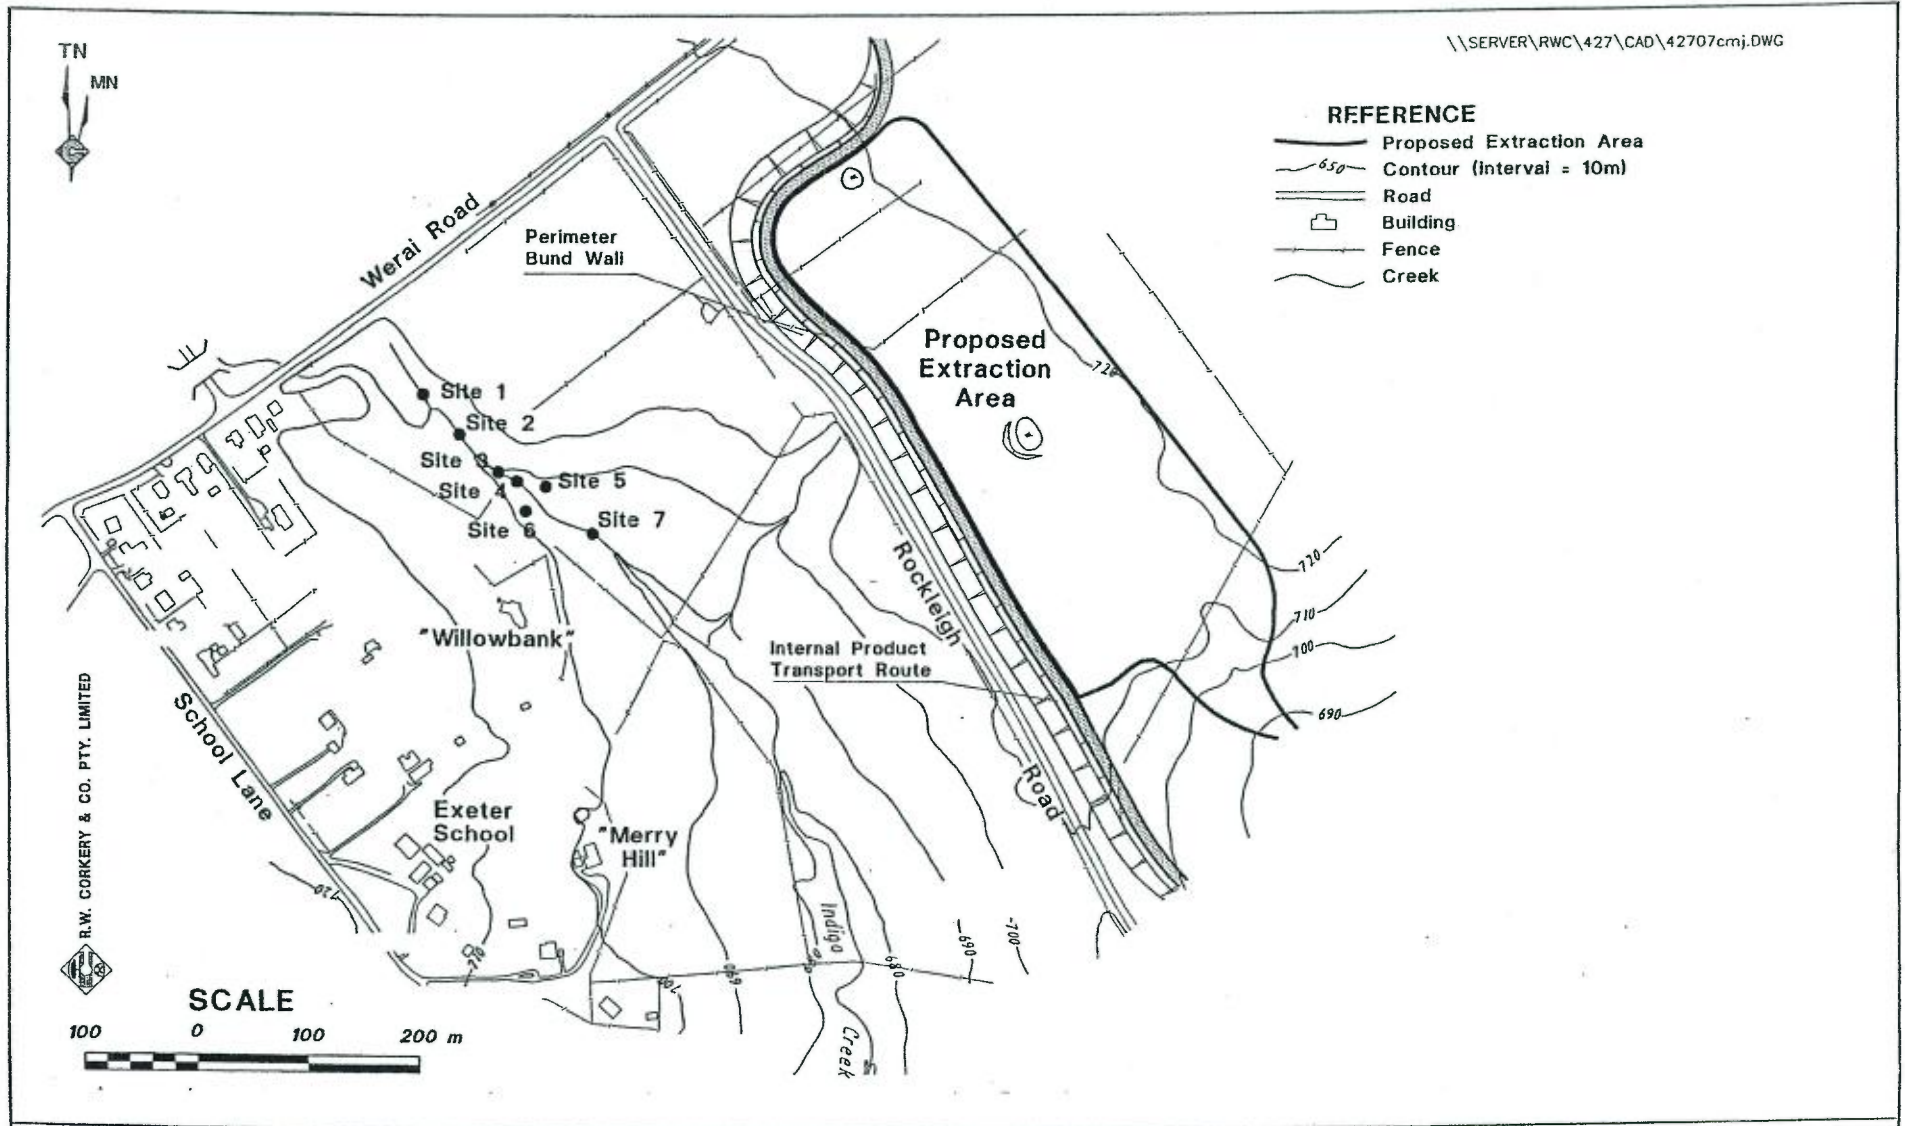 \\SERVER\RWC\427\CAD\42707cmj.DWG
TN
MN
REFERENCE
Proposed Extraction Area
650
Contour (interval = 10m)
Road
Building
Fence
Creek
Werai Road
Perimeter
Bund Wall
Proposed
Extraction
Area
720
Site 1
Site 2
Site 3
Site 4
Site 5
Site 6
Site 7
Rockleigh
Road
720
710
700
690
"Willowbank"
Internal Product
Transport Route
School Lane
Exeter
School
"Merry
Hill"
720
Indigo
Creek
690
680
690
-700
R.W. CORKERY & CO. PTY. LIMITED
SCALE
100 0 100 200 m